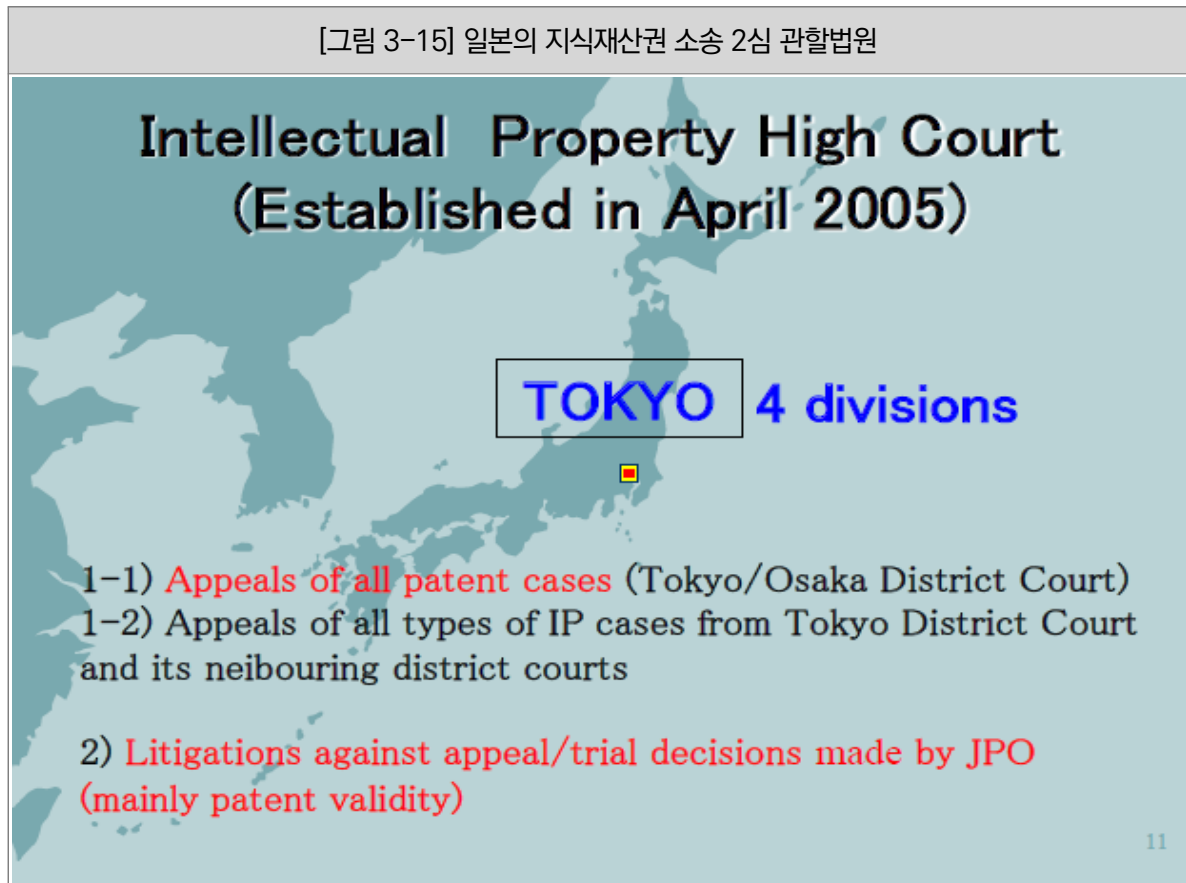 [그림 3-15] 일본의 지식재산권 소송 2심 관할법원
Intellectual Property High Court
(Established in April 2005)
TOKYO 4 divisions
1-1) Appeals of all patent cases (Tokyo/Osaka District Court)
1-2) Appeals of all types of IP cases from Tokyo District Court
and its neibouring district courts
2) Litigations against appeal/trial decisions made by JPO
(mainly patent validity)
11